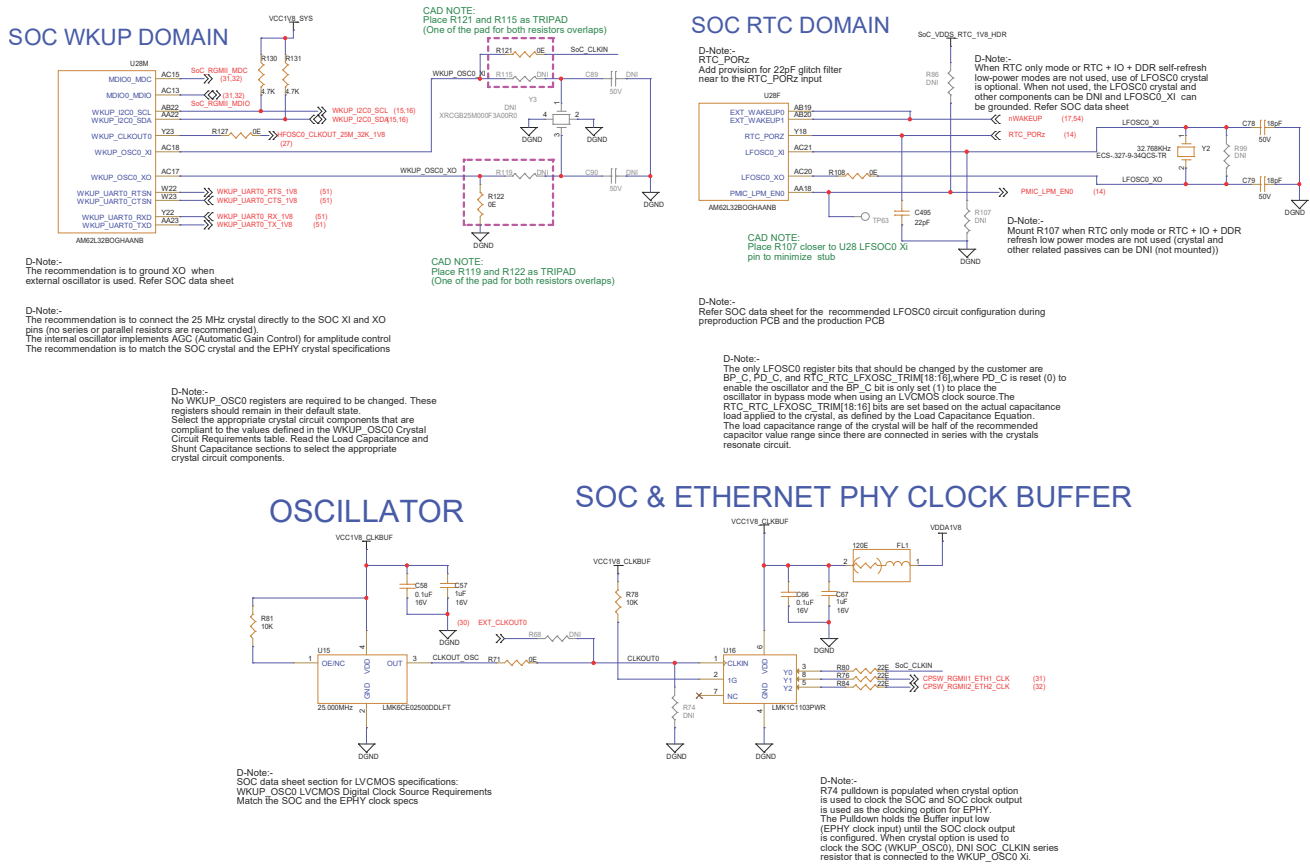 SOC WKUP DOMAIN
VCC1V8_SYS
CAD NOTE:
Place R121 and R115 as TRIPAD
(One of the pad for both resistors overlaps)
U28M
MDIO0_MDC
MDIO0_MDIO
WKUP_I2C0_SCL
WKUP_I2C0_SDA
WKUP_CLKOUT0
WKUP_OSC0_XI
WKUP_OSC0_XO
WKUP_UART0_RTSN
WKUP_UART0_CTSN
WKUP_UART0_RXD
WKUP_UART0_TXD
AM62L32BOGHAANB
AC15
AC13
AB22
AA22
Y23
AC18
AC17
W22
W23
Y22
AA23
SoC_RGMII_MDC
(31,32)
(31,32)
SoC_RGMII_MDIO
R130
4.7K
R131
4.7K
WKUP_I2C0_SCL (15,16)
WKUP_I2C0_SDA (15,16)
R127
0E
HFOSC0_CLKOUT_25M_32K_1V8
(27)
WKUP_UART0_RTS_1V8 (51)
WKUP_UART0_CTS_1V8 (51)
WKUP_UART0_RX_1V8 (51)
WKUP_UART0_TX_1V8 (51)
WKUP_OSC0_XI
R121
0E
SoC_CLKIN
R115
DNI
C89
DNI
50V
Y3
DNI
XRCGB25M000F3A00R0
1
4
2
3
DGND
WKUP_OSC0_XO
R119
DNI
C90
DNI
50V
R122
0E
DGND
DGND
CAD NOTE:
Place R119 and R122 as TRIPAD
(One of the pad for both resistors overlaps)
D-Note:-
The recommendation is to ground XO when
external oscillator is used. Refer SOC data sheet
D-Note:-
The recommendation is to connect the 25 MHz crystal directly to the SOC XI and XO
pins (no series or parallel resistors are recommended).
The internal oscillator implements AGC (Automatic Gain Control) for amplitude control
The recommendation is to match the SOC crystal and the EPHY crystal specifications
D-Note:-
No WKUP_OSC0 registers are required to be changed. These
registers should remain in their default state.
Select the appropriate crystal circuit components that are
compliant to the values defined in the WKUP_OSC0 Crystal
Circuit Requirements table. Read the Load Capacitance and
Shunt Capacitance sections to select the appropriate
crystal circuit components.
SOC RTC DOMAIN
D-Note:-
RTC_PORz
Add provision for 22pF glitch filter
near to the RTC_PORz input
SoC_VDDS_RTC_1V8_HDR
D-Note:-
When RTC only mode or RTC + IO + DDR self-refresh
low-power modes are not used, use of LFOSC0 crystal
is optional. When not used, the LFOSC0 crystal and
other components can be DNI and LFOSC0_XI can
be grounded. Refer SOC data sheet
R86
DNI
U28F
EXT_WAKEUP0
EXT_WAKEUP1
RTC_PORZ
LFOSC0_XI
LFOSC0_XO
PMIC_LPM_EN0
AM62L32BOGHAANB
AB19
AB20
Y18
AC21
AC20
AA18
nWAKEUP (17,54)
RTC_PORz (14)
R108
0E
PMIC_LPM_EN0 (14)
TP63
C495
22pF
R107
DNI
DGND
LFOSC0_XI
LFOSC0_XO
32.768KHz
ECS-.327-9-34QCS-TR
1
2
Y2
R99
DNI
C78
18pF
50V
C79
18pF
50V
DGND
CAD NOTE:
Place R107 closer to U28 LFSOC0 Xi
pin to minimize stub
D-Note:-
Mount R107 when RTC only mode or RTC + IO + DDR
refresh low power modes are not used (crystal and
other related passives can be DNI (not mounted))
D-Note:-
Refer SOC data sheet for the recommended LFOSC0 circuit configuration during
preproduction PCB and the production PCB
D-Note:-
The only LFOSC0 register bits that should be changed by the customer are
BP_C, PD_C, and RTC_RTC_LFXOSC_TRIM[18:16],where PD_C is reset (0) to
enable the oscillator and the BP_C bit is only set (1) to place the
oscillator in bypass mode when using an LVCMOS clock source.The
RTC_RTC_LFXOSC_TRIM[18:16] bits are set based on the actual capacitance
load applied to the crystal, as defined by the Load Capacitance Equation.
The load capacitance range of the crystal will be half of the recommended
capacitor value range since there are connected in series with the crystals
resonate circuit.
OSCILLATOR
VCC1V8_CLKBUF
R81
10K
C58
0.1uF
16V
C57
1uF
16V
DGND
U15
1
OE/NC
4
VDD
OUT
3
GND
2
25.000MHz
LMK6CE02500DDLFT
DGND
CLKOUT_OSC
R71
0E
(30) EXT_CLKOUT0
R68
DNI
CLKOUT0
D-Note:-
SOC data sheet section for LVCMOS specifications:
WKUP_OSC0 LVCMOS Digital Clock Source Requirements
Match the SOC and the EPHY clock specs
SOC & ETHERNET PHY CLOCK BUFFER
VCC1V8_CLKBUF
R78
10K
VCC1V8_CLKBUF
120E
FL1
2
1
VDDA1V8
C66
0.1uF
16V
C67
1uF
16V
DGND
R74
DNI
DGND
U16
1
CLKIN
2
1G
7
NC
6
VDD
GND
4
Y0
Y1
Y2
3
8
5
LMK1C1103PWR
DGND
R80
22E
SoC_CLKIN
R76
22E
CPSW_RGMII1_ETH1_CLK (31)
R84
22E
CPSW_RGMII2_ETH2_CLK (32)
D-Note:-
R74 pulldown is populated when crystal option
is used to clock the SOC and SOC clock output
is used as the clocking option for EPHY.
The Pulldown holds the Buffer input low
(EPHY clock input) until the SOC clock output
is configured. When crystal option is used to
clock the SOC (WKUP_OSC0), DNI SOC_CLKIN series
resistor that is connected to the WKUP_OSC0 Xi.